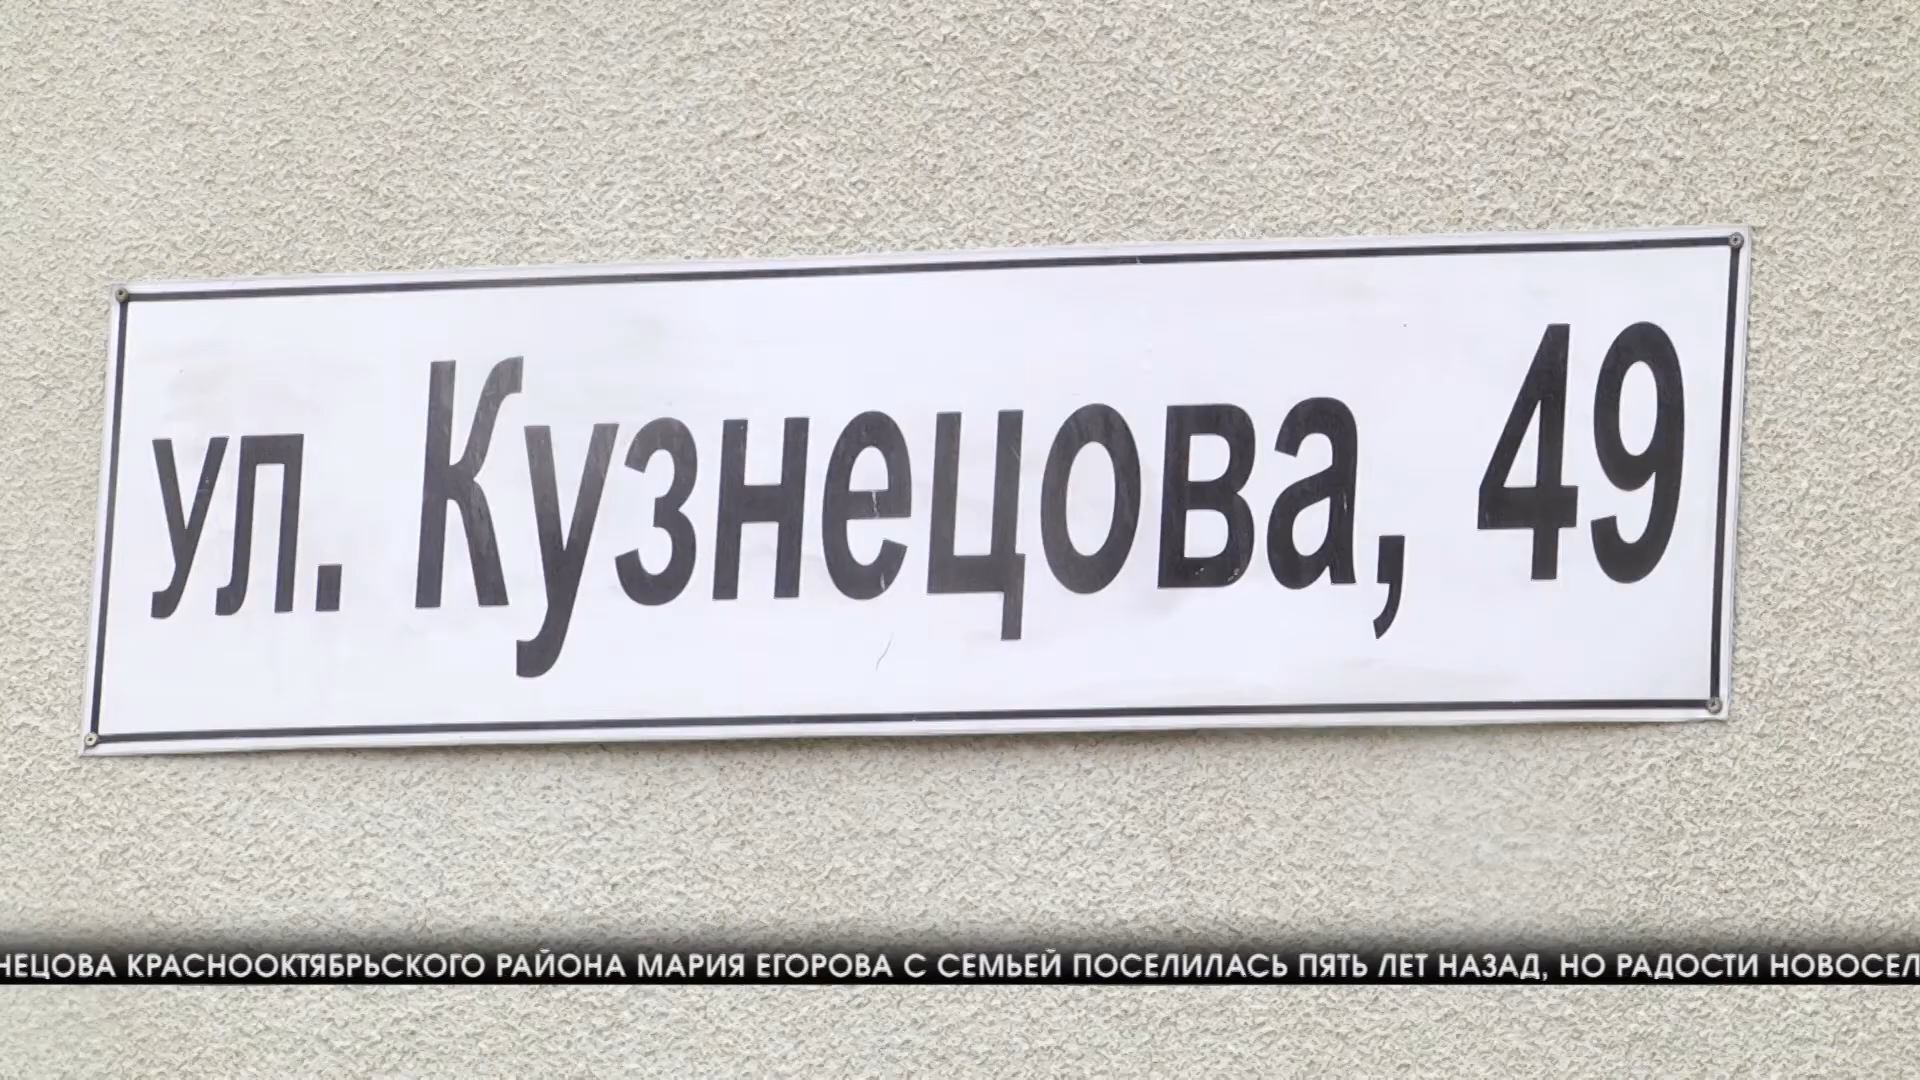 ул. Кузнецова, 49
НЕЦОВА КРАСНООКТЯБРЬСКОГО РАЙОНА МАРИЯ ЕГОРОВА С СЕМЬЕЙ ПОСЕЛИЛАСЬ ПЯТЬ ЛЕТ НАЗАД, НО РАДОСТИ НОВОСЕЛ